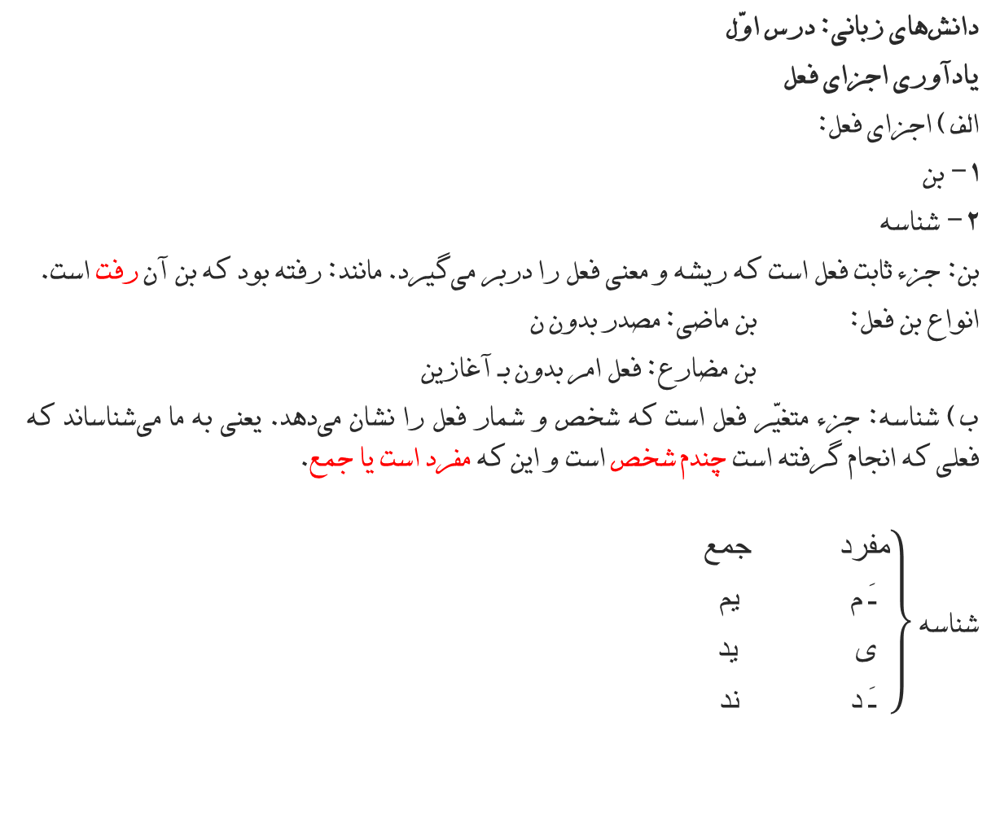 دانش‌های زبانی: درس اوّل
یادآوری اجزای فعل
الف) اجزای فعل:
۱- بن
۲- شناسه
بن: جزء ثابت فعل است که ریشه و معنی فعل را دربر می‌گیرد. مانند: رفته بود که بن آن رفت است.
انواع بن فعل: بن ماضی: مصدر بدون ن
بن مضارع: فعل امر بدون بـ آغازین
ب) شناسه: جزء متغیّر فعل است که شخص و شمار فعل را نشان می‌دهد. یعنی به ما می‌شناساند که
فعلی که انجام گرفته است چندم شخص است و این که مفرد است یا جمع.
مفرد جمع
ـَ م یم
شناسه
ی ید
ـَ د ند